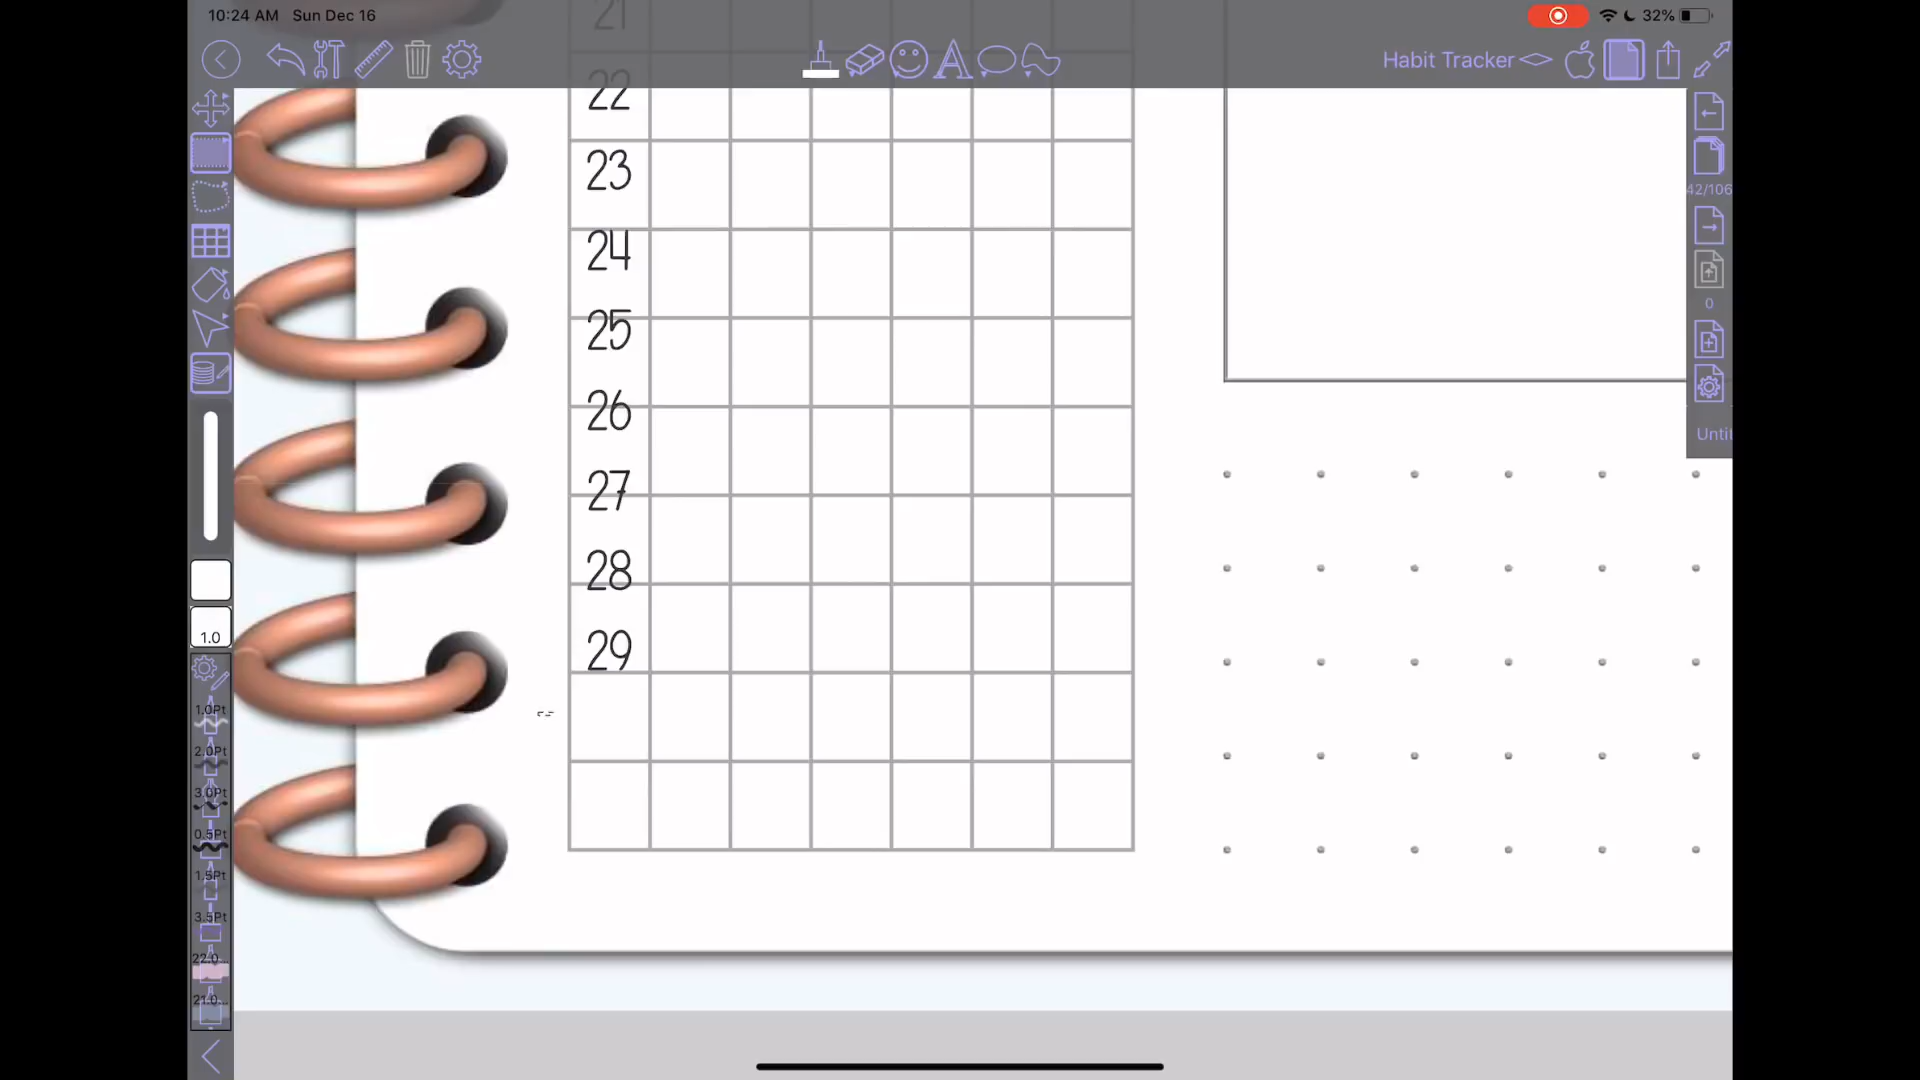 10:24 AM Sun Dec 16
32%
Habit Tracker
21
22
23
24
25
26
27
28
29
42/106
0
Untit
1.0
1.0Pt
2.0Pt
3.0Pt
0.5Pt
1.5Pt
3.5Pt
22.0...
21.0...